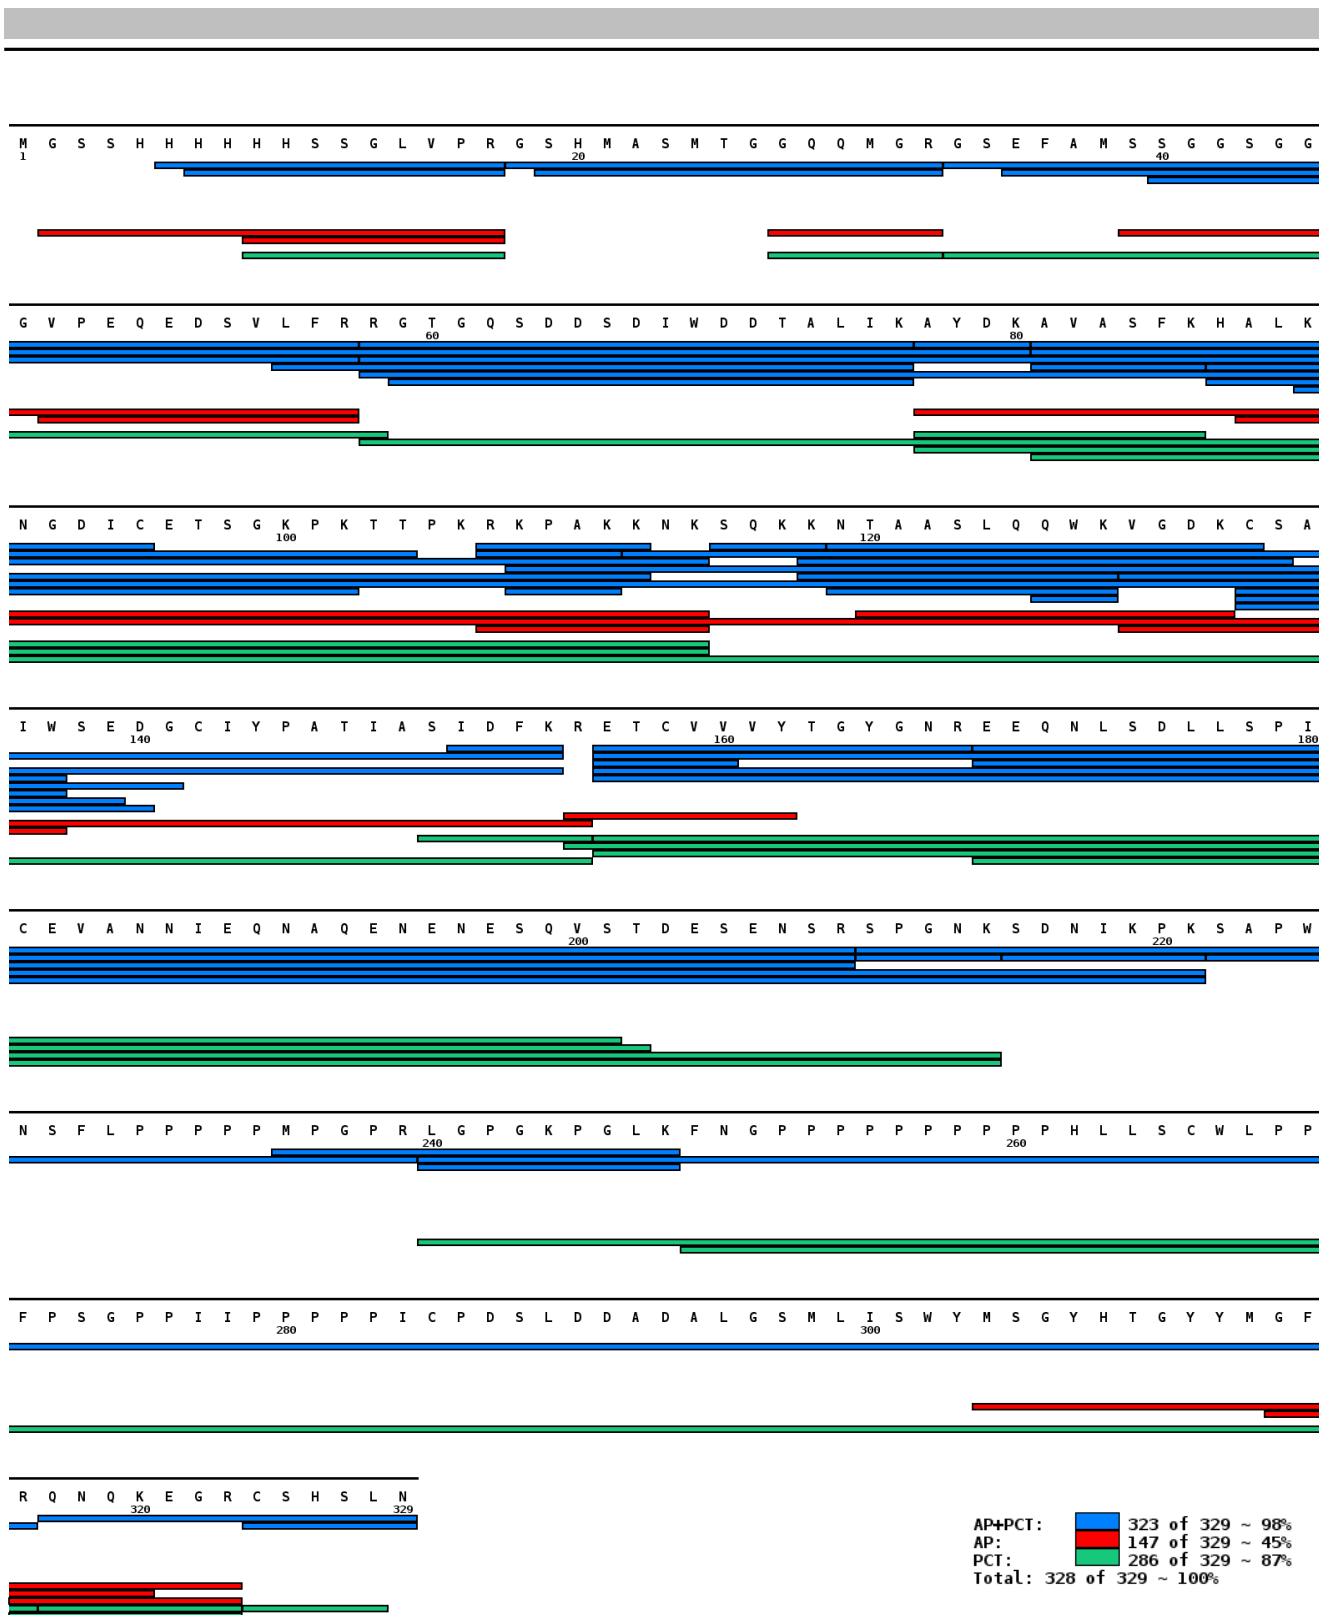 M G S S H H H H H H S S G L V P R G S H M A S M T G G Q Q M G R G S E F A M S S G G S G G
1 20 40
G V P E Q E D S V L F R R G T G Q S D D S D I W D D T A L I K A Y D K A V A S F K H A L K
60 80
N G D I C E T S G K P K T T P K R K P A K K N K S Q K K N T A A S L Q Q W K V G D K C S A
100 120
I W S E D G C I Y P A T I A S I D F K R E T C V V V Y T G Y G N R E E Q N L S D L L S P I
140 160 180
C E V A N N I E Q N A Q E N E N E S Q V S T D E S E N S R S P G N K S D N I K P K S A P W
200 220
N S F L P P P P P M P G P R L G P G K P G L K F N G P P P P P P P P P P H L L S C W L P P
240 260
F P S G P P I I P P P P P I C P D S L D D A D A L G S M L I S W Y M S G Y H T G Y Y M G F
280 300
R Q N Q K E G R C S H S L N
320 329
AP+PCT: 323 of 329 ~ 98%
AP: 147 of 329 ~ 45%
PCT: 286 of 329 ~ 87%
Total: 328 of 329 ~ 100%